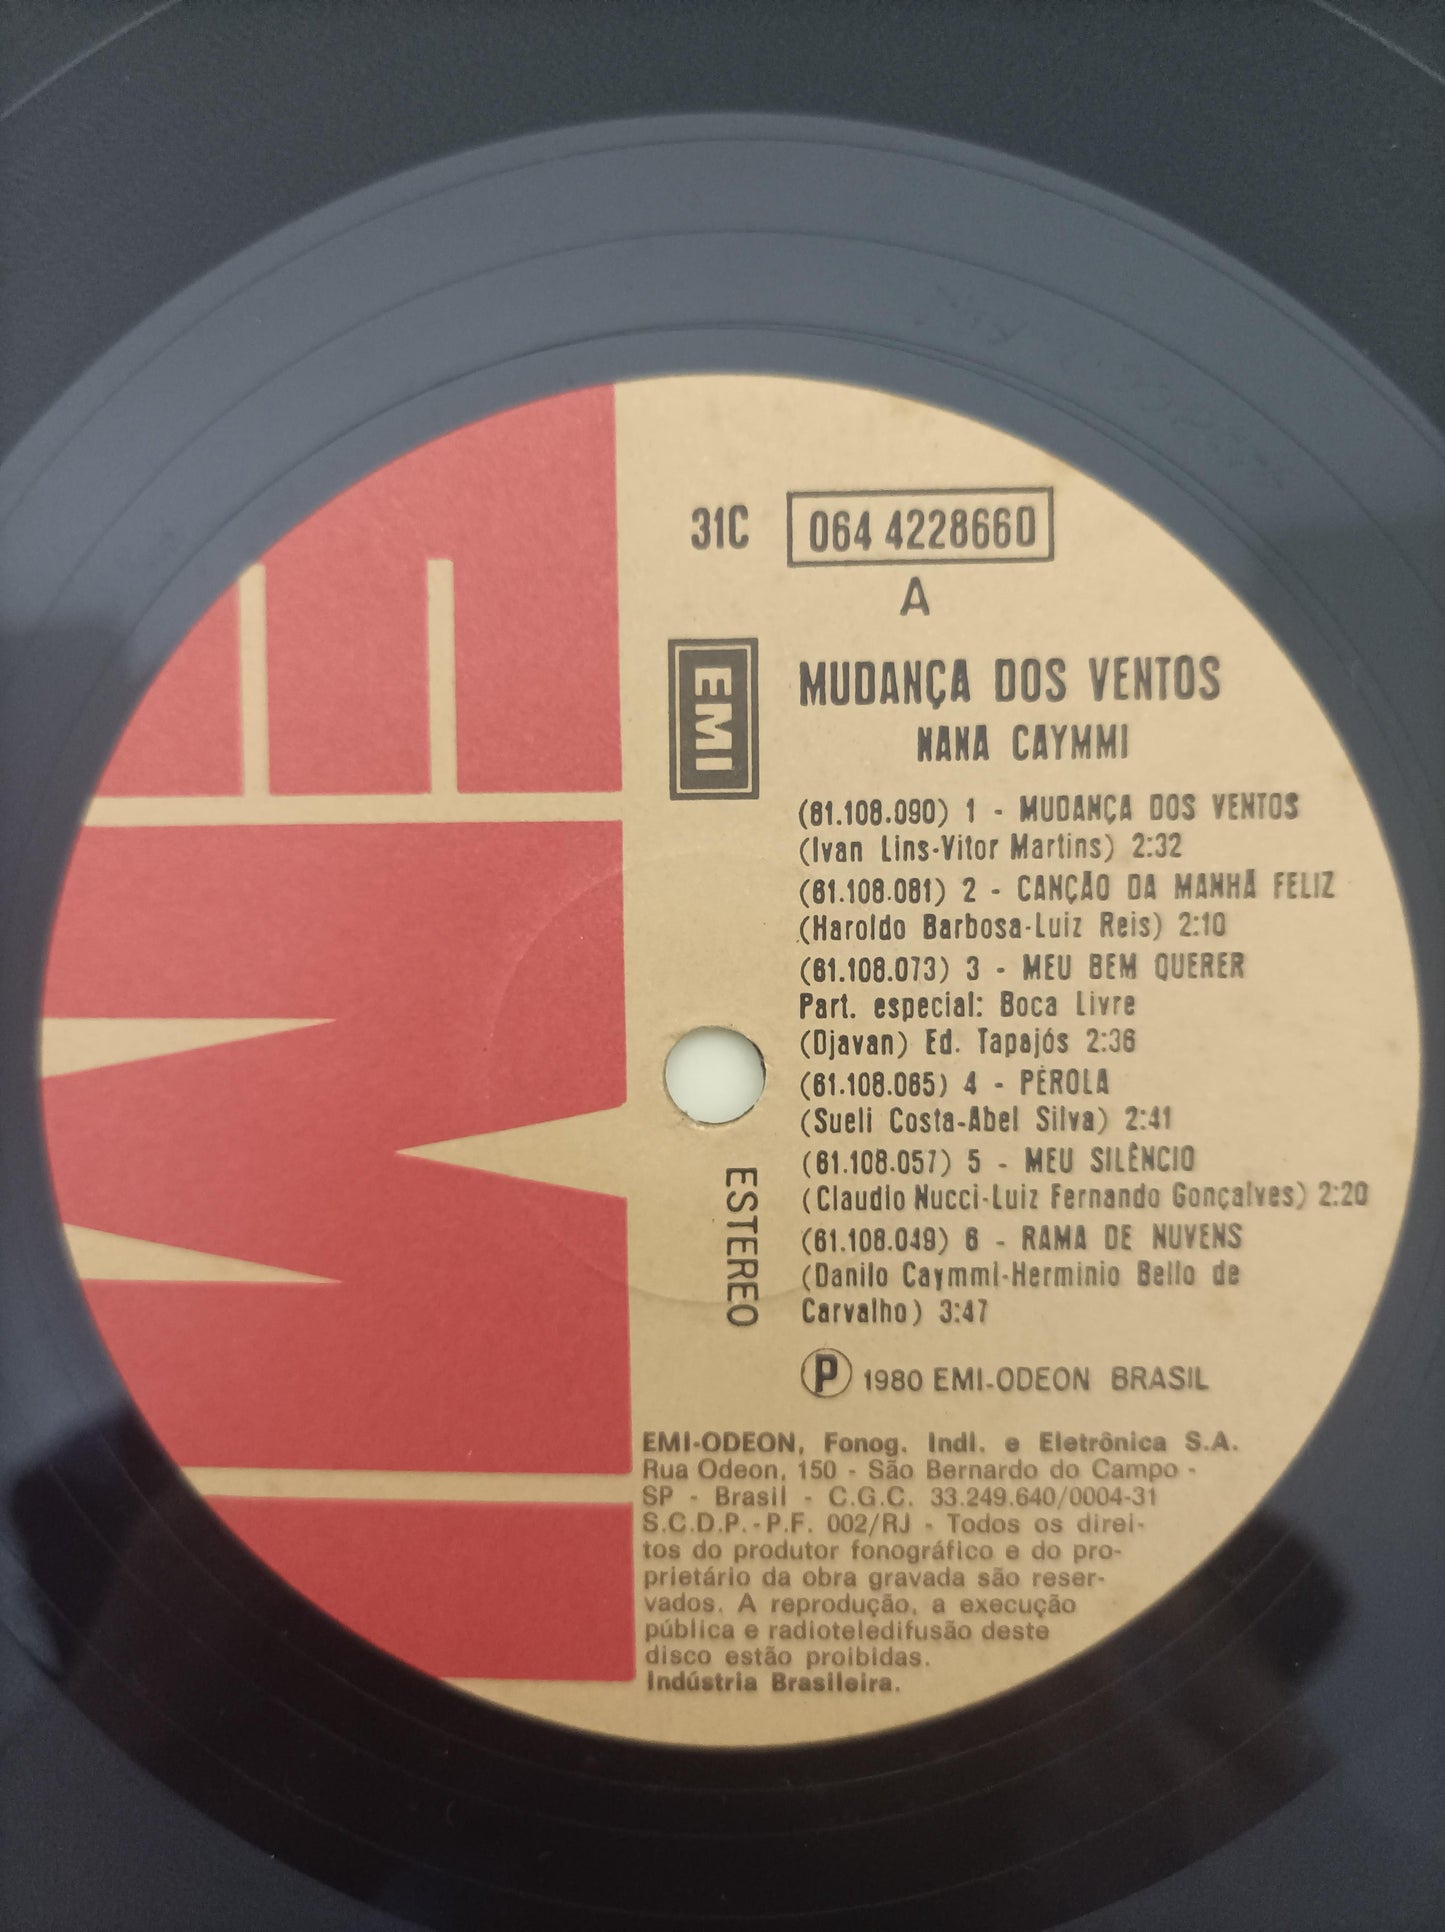 31C 064 422866D
A
EMI
MUDANÇA DOS VENTOS
NANA CAYMMI
(61.108.090) 1 - MUDANÇA DOS VENTOS
(Ivan Lins-Vitor Martins) 2:32
(61.108.081) 2 - CANÇÃO DA MANHÃ FELIZ
(Haroldo Barbosa-Luiz Reis) 2:10
(61.108.073) 3 - MEU BEM QUERER
Part. especial: Boca Livre
(Djavan) Ed. Tapajós 2:36
(61.108.065) 4 - PÉROLA
(Sueli Costa-Abel Silva) 2:41
(61.108.057) 5 - MEU SILÊNCIO
(Claudio Nucci-Luiz Fernando Gonçalves) 2:20
(61.108.049) 6 - RAMA DE NUVENS
(Danilo Caymmi-Herminio Bello de
Carvalho) 3:47
ESTEREO
Ⓟ 1980 EMI-ODEON BRASIL
EMI-ODEON, Fonog. Indl. e Eletrônica S.A.
Rua Odeon, 150 - São Bernardo do Campo -
SP - Brasil - C.G.C. 33.249.640/0004-31
S.C.D.P.-P.F. 002/RJ - Todos os direi-
tos do produtor fonográfico e do pro-
prietário da obra gravada são reser-
vados. A reprodução, a execução
pública e radioteledifusão deste
disco estão proibidas.
Indústria Brasileira.